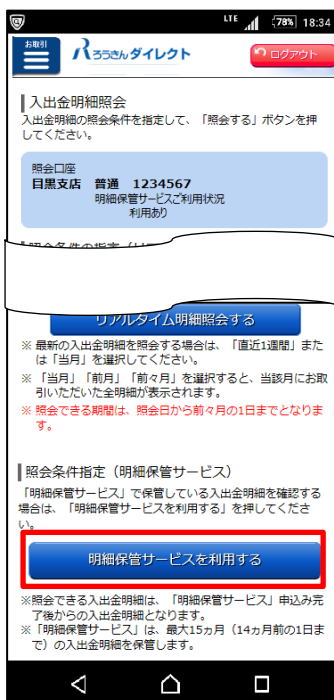 LTE 78% 18:34
お取引
ろうきんダイレクト
ログアウト
入出金明細照会
入出金明細の照会条件を指定して、「照会する」ボタンを押
してください。
照会口座
目黒支店 普通 1234567
明細保管サービスご利用状況
利用あり
リアルタイム明細照会する
※ 最新の入出金明細を照会する場合は、「直近1週間」また
は「当月」を選択してください。
※ 「当月」「前月」「前々月」を選択すると、当該月にお取
引いただいた全明細が表示されます。
※ 照会できる期間は、照会日から前々月の1日までとなりま
す。
照会条件指定（明細保管サービス）
「明細保管サービス」で保管している入出金明細を確認する
場合は、「明細保管サービスを利用する」を押してくださ
い。
明細保管サービスを利用する
※照会できる入出金明細は、「明細保管サービス」申込み完
了後からの入出金明細となります。
※「明細保管サービス」は、最大15ヵ月（14ヵ月前の1日ま
で）の入出金明細を保管します。